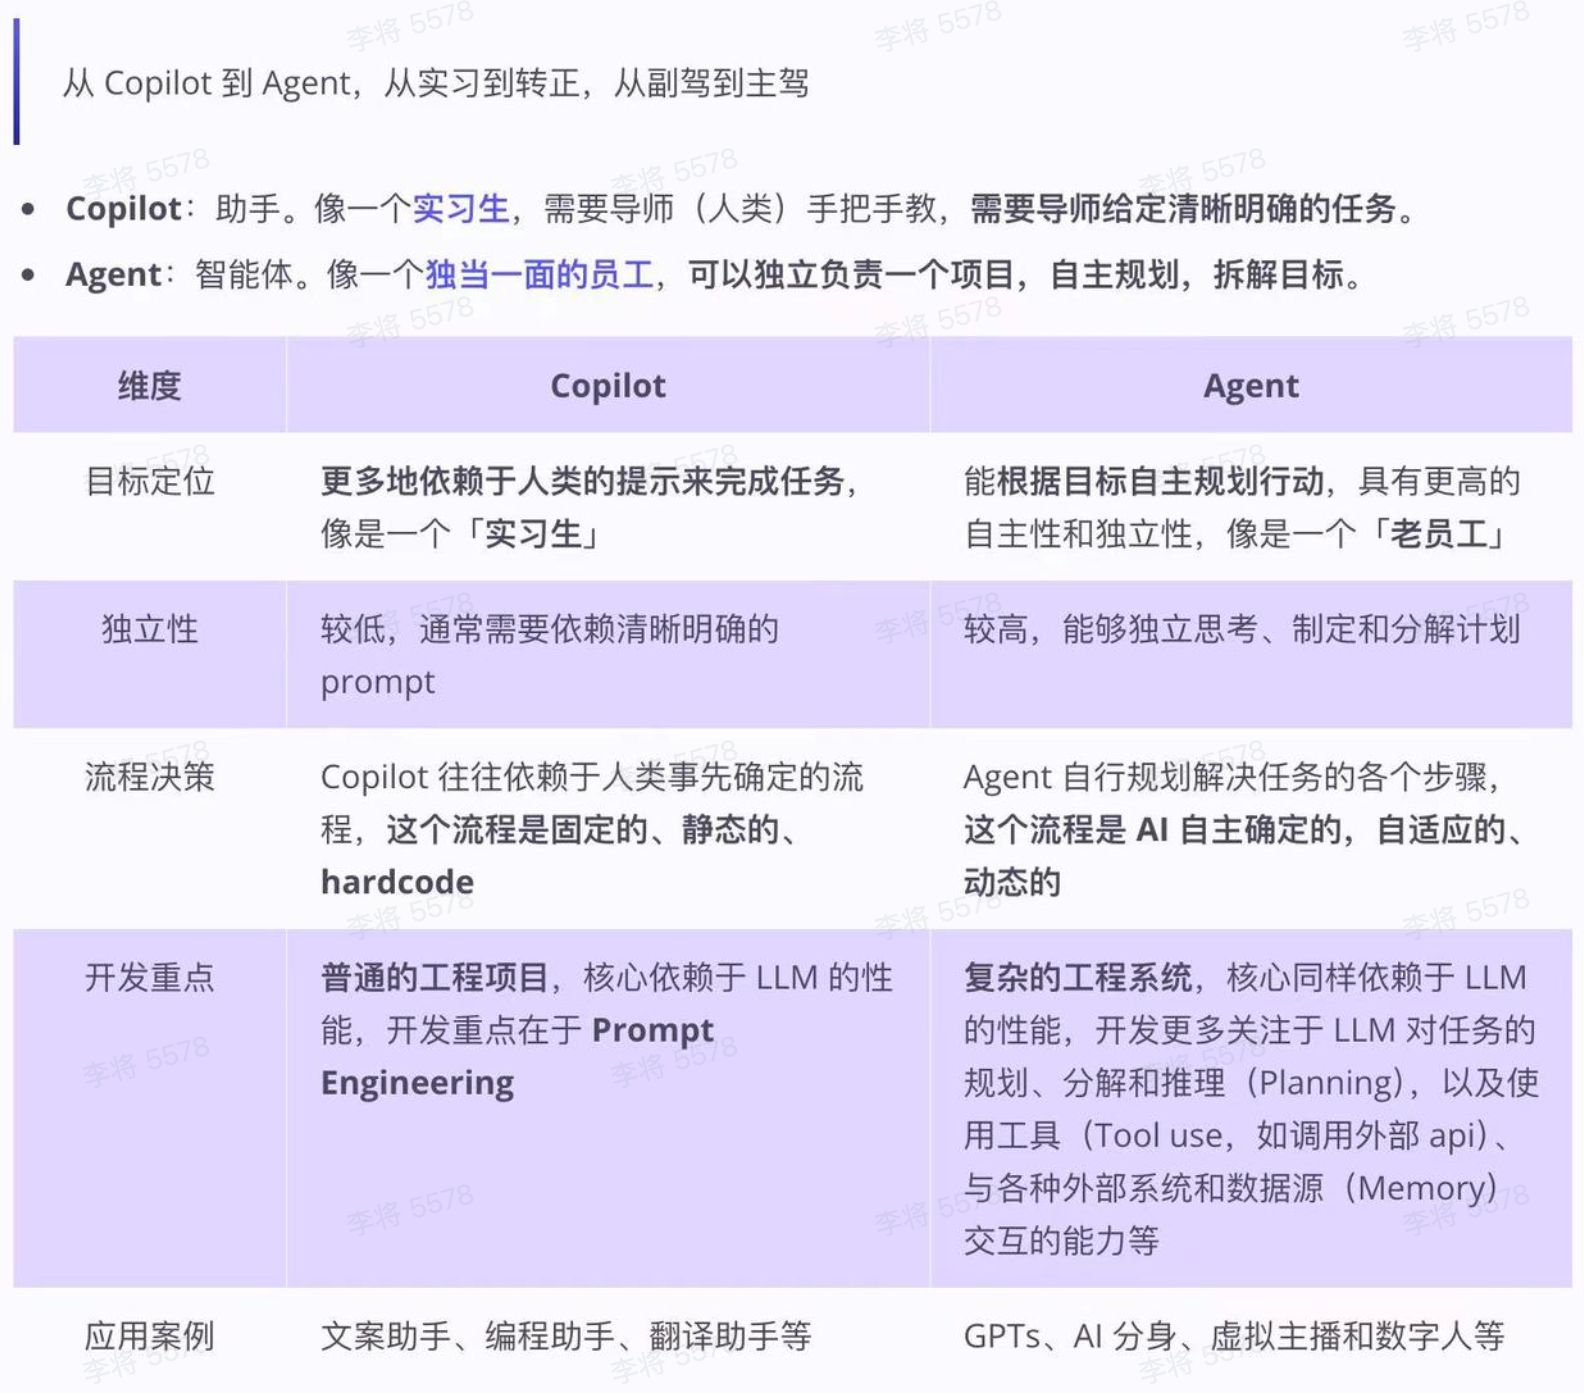 从 Copilot 到 Agent，从实习到转正，从副驾到主驾
• Copilot：助手。像一个实习生，需要导师（人类）手把手教，需要导师给定清晰明确的任务。
• Agent：智能体。像一个独当一面的员工，可以独立负责一个项目，自主规划，拆解目标。
维度 Copilot Agent
目标定位
更多地依赖于人类的提示来完成任务，
像是一个「实习生」
能根据目标自主规划行动，具有更高的
自主性和独立性，像是一个「老员工」
独立性
较低，通常需要依赖清晰明确的
prompt
较高，能够独立思考、制定和分解计划
流程决策
Copilot 往往依赖于人类事先确定的流
程，这个流程是固定的、静态的、
hardcode
Agent 自行规划解决任务的各个步骤，
这个流程是 AI 自主确定的，自适应的、
动态的
开发重点
普通的工程项目，核心依赖于 LLM 的性
能，开发重点在于 Prompt
Engineering
复杂的工程系统，核心同样依赖于 LLM
的性能，开发更多关注于 LLM 对任务的
规划、分解和推理（Planning），以及使
用工具（Tool use，如调用外部 api）、
与各种外部系统和数据源（Memory）
交互的能力等
应用案例
文案助手、编程助手、翻译助手等
GPTs、AI 分身、虚拟主播和数字人等
李将 5578